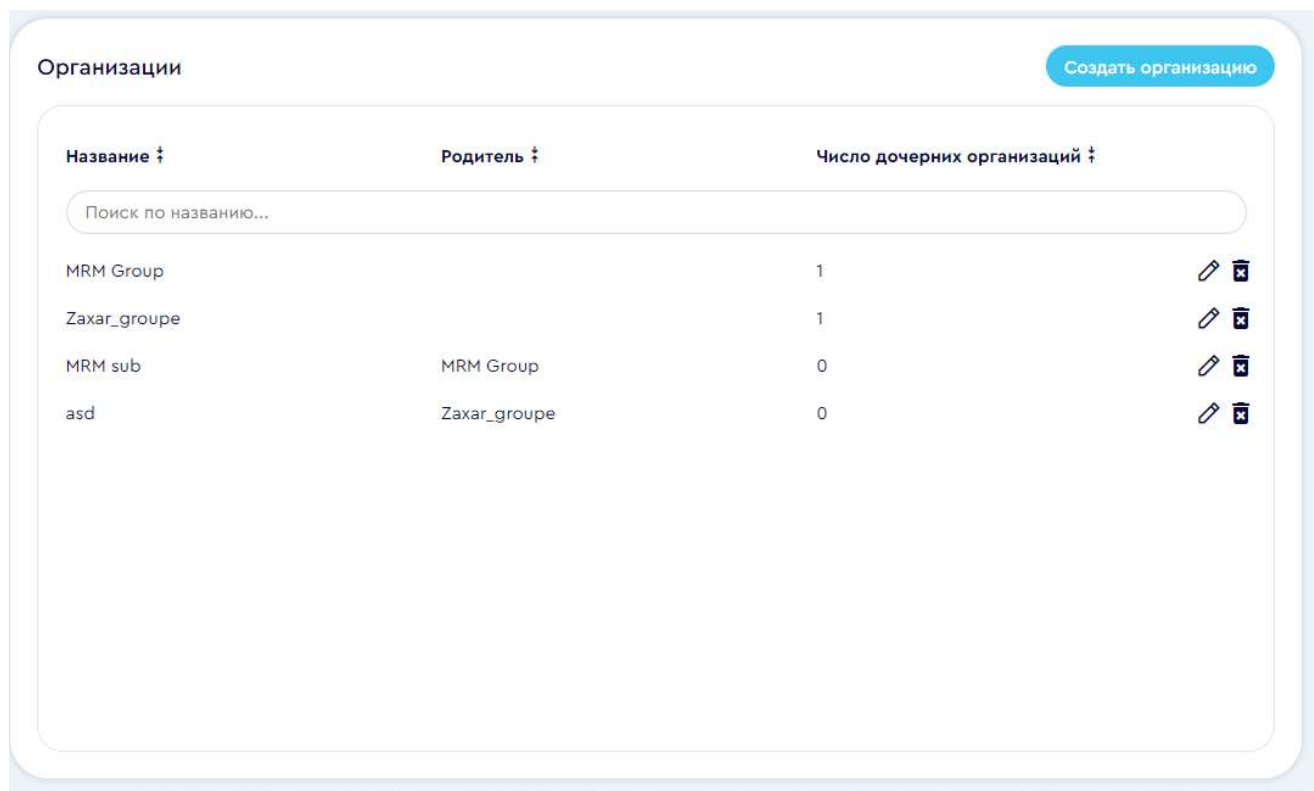 Организации
Создать организацию
Название Родитель Число дочерних организаций
Поиск по названию...
MRM Group 1
Zaxar_groupe 1
MRM sub MRM Group 0
asd Zaxar_groupe 0